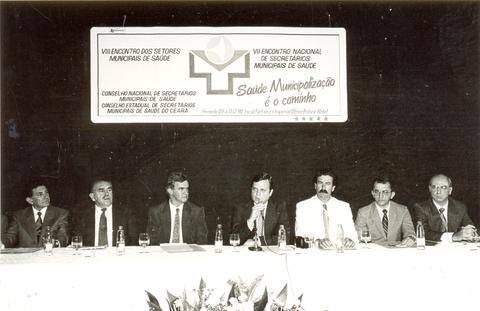 VIII ENCONTRO DOS SETORES
MUNICIPAIS DE SAÚDE
VII ENCONTRO NACIONAL
DE SECRETÁRIOS
MUNICIPAIS DE SAÚDE
CONSELHO NACIONAL DE SECRETÁRIOS
MUNICIPAIS DE SAÚDE
CONSELHO ESTADUAL DE SECRETÁRIOS
MUNICIPAIS DE SAÚDE DO CEARÁ
Saúde, Municipalização
é o caminho